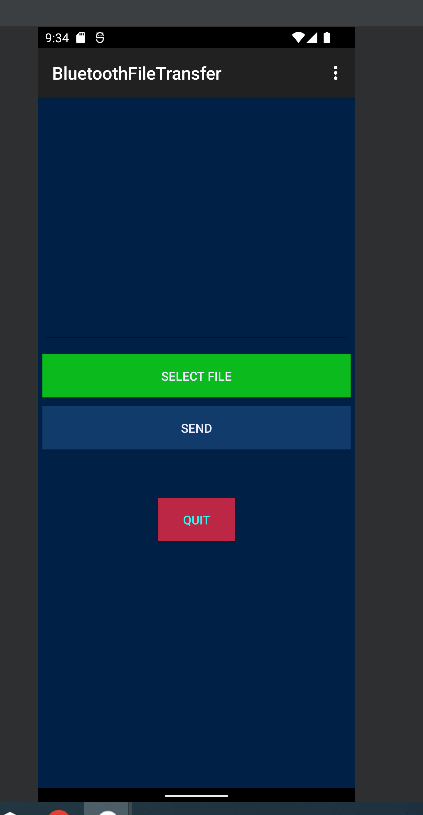 9:34
BluetoothFileTransfer
SELECT FILE
SEND
QUIT